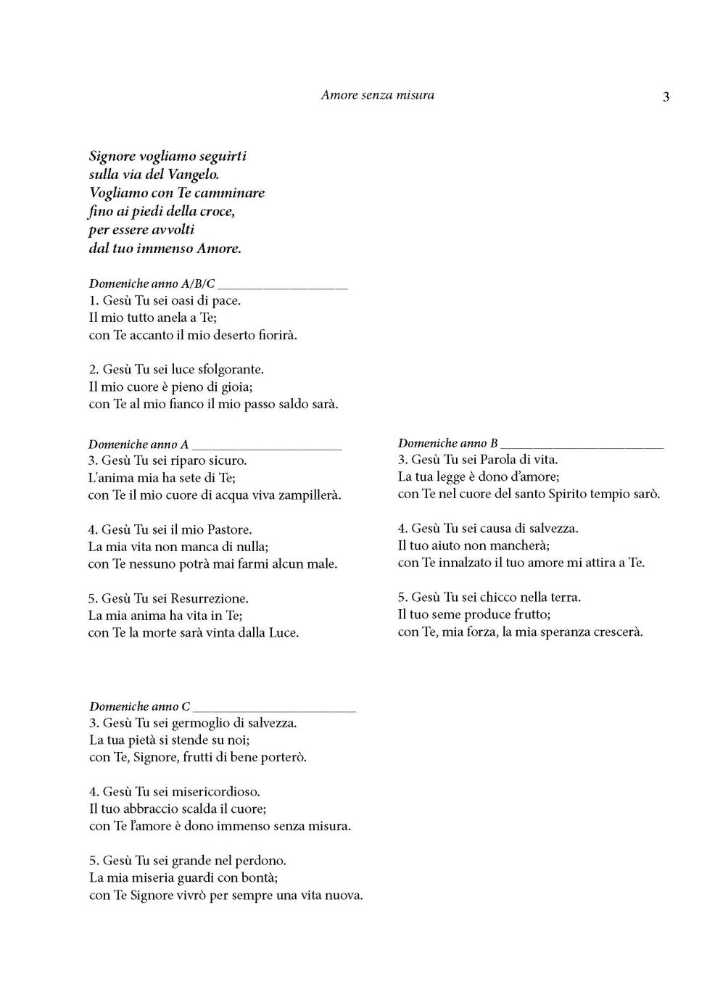 Amore senza misura
3
Signore vogliamo seguirti
sulla via del Vangelo.
Vogliamo con Te camminare
fino ai piedi della croce,
per essere avvolti
dal tuo immenso Amore.
Domeniche anno A/B/C ____________________
1. Gesù Tu sei oasi di pace.
Il mio tutto anela a Te;
con Te accanto il mio deserto fiorirà.
2. Gesù Tu sei luce sfolgorante.
Il mio cuore è pieno di gioia;
con Te al mio fianco il mio passo saldo sarà.
Domeniche anno A _______________________
3. Gesù Tu sei riparo sicuro.
L'anima mia ha sete di Te;
con Te il mio cuore di acqua viva zampillerà.
4. Gesù Tu sei il mio Pastore.
La mia vita non manca di nulla;
con Te nessuno potrà mai farmi alcun male.
5. Gesù Tu sei Resurrezione.
La mia anima ha vita in Te;
con Te la morte sarà vinta dalla Luce.
Domeniche anno B _________________________
3. Gesù Tu sei Parola di vita.
La tua legge è dono d’amore;
con Te nel cuore del santo Spirito tempio sarò.
4. Gesù Tu sei causa di salvezza.
Il tuo aiuto non mancherà;
con Te innalzato il tuo amore mi attira a Te.
5. Gesù Tu sei chicco nella terra.
Il tuo seme produce frutto;
con Te, mia forza, la mia speranza crescerà.
Domeniche anno C _________________________
3. Gesù Tu sei germoglio di salvezza.
La tua pietà si stende su noi;
con Te, Signore, frutti di bene porterò.
4. Gesù Tu sei misericordioso.
Il tuo abbraccio scalda il cuore;
con Te l’amore è dono immenso senza misura.
5. Gesù Tu sei grande nel perdono.
La mia miseria guardi con bontà;
con Te Signore vivrò per sempre una vita nuova.